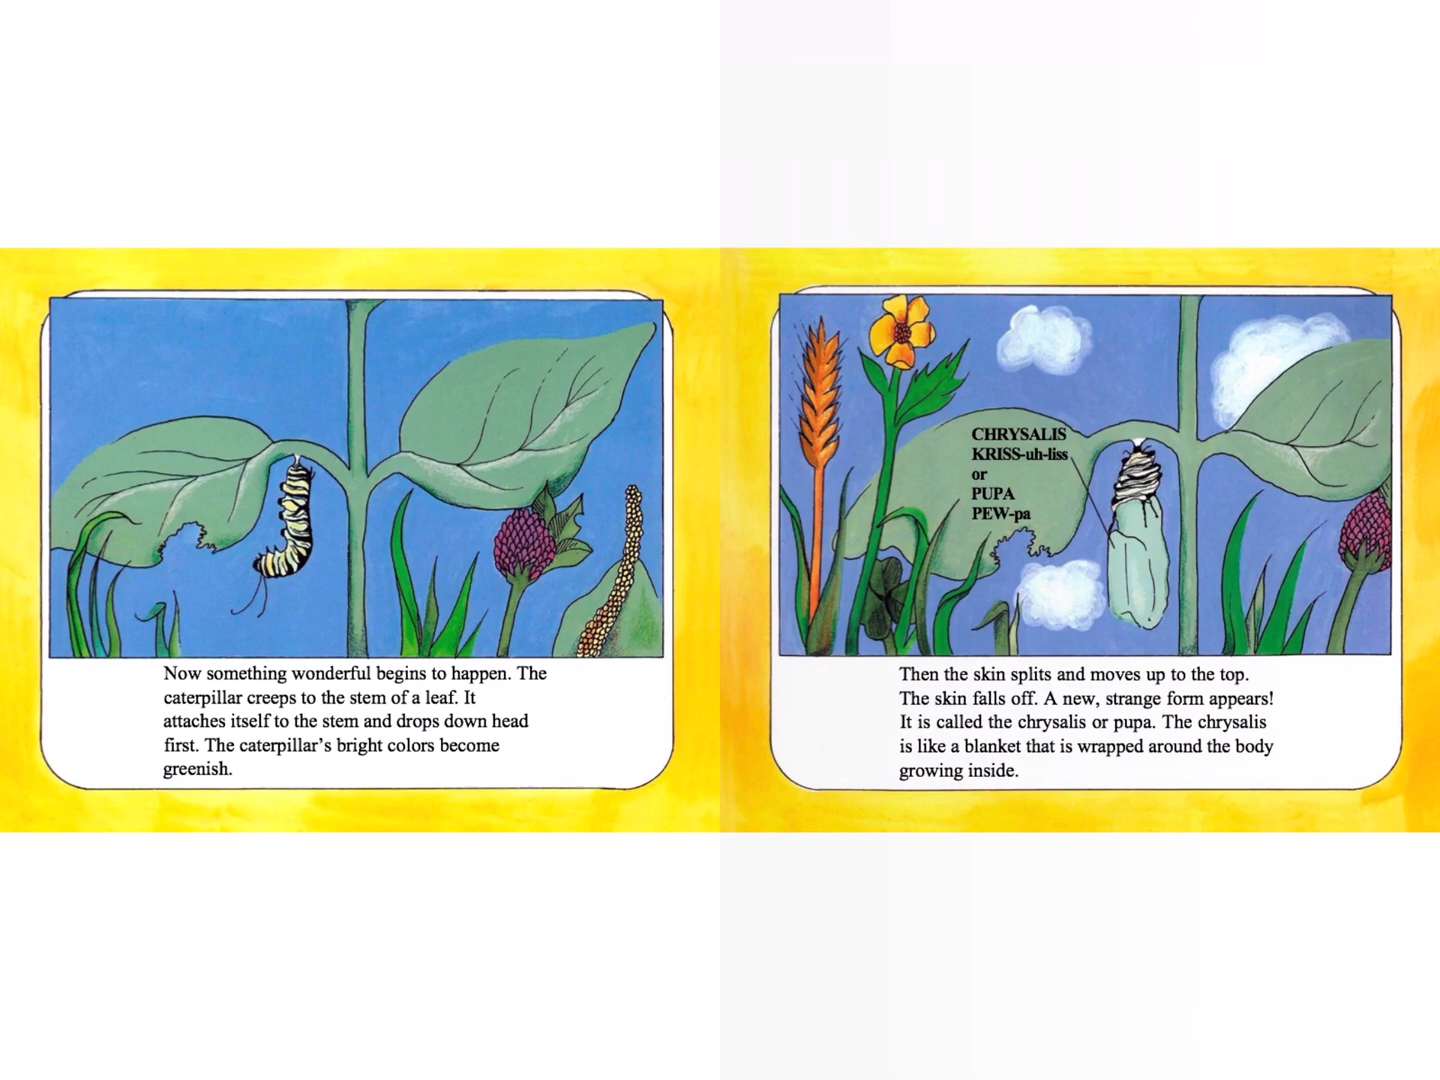 Now something wonderful begins to happen. The
caterpillar creeps to the stem of a leaf. It
attaches itself to the stem and drops down head
first. The caterpillar’s bright colors become
greenish.
CHRYSALIS
KRISS-uh-liss
or
PUPA
PEW-pa
Then the skin splits and moves up to the top.
The skin falls off. A new, strange form appears!
It is called the chrysalis or pupa. The chrysalis
is like a blanket that is wrapped around the body
growing inside.